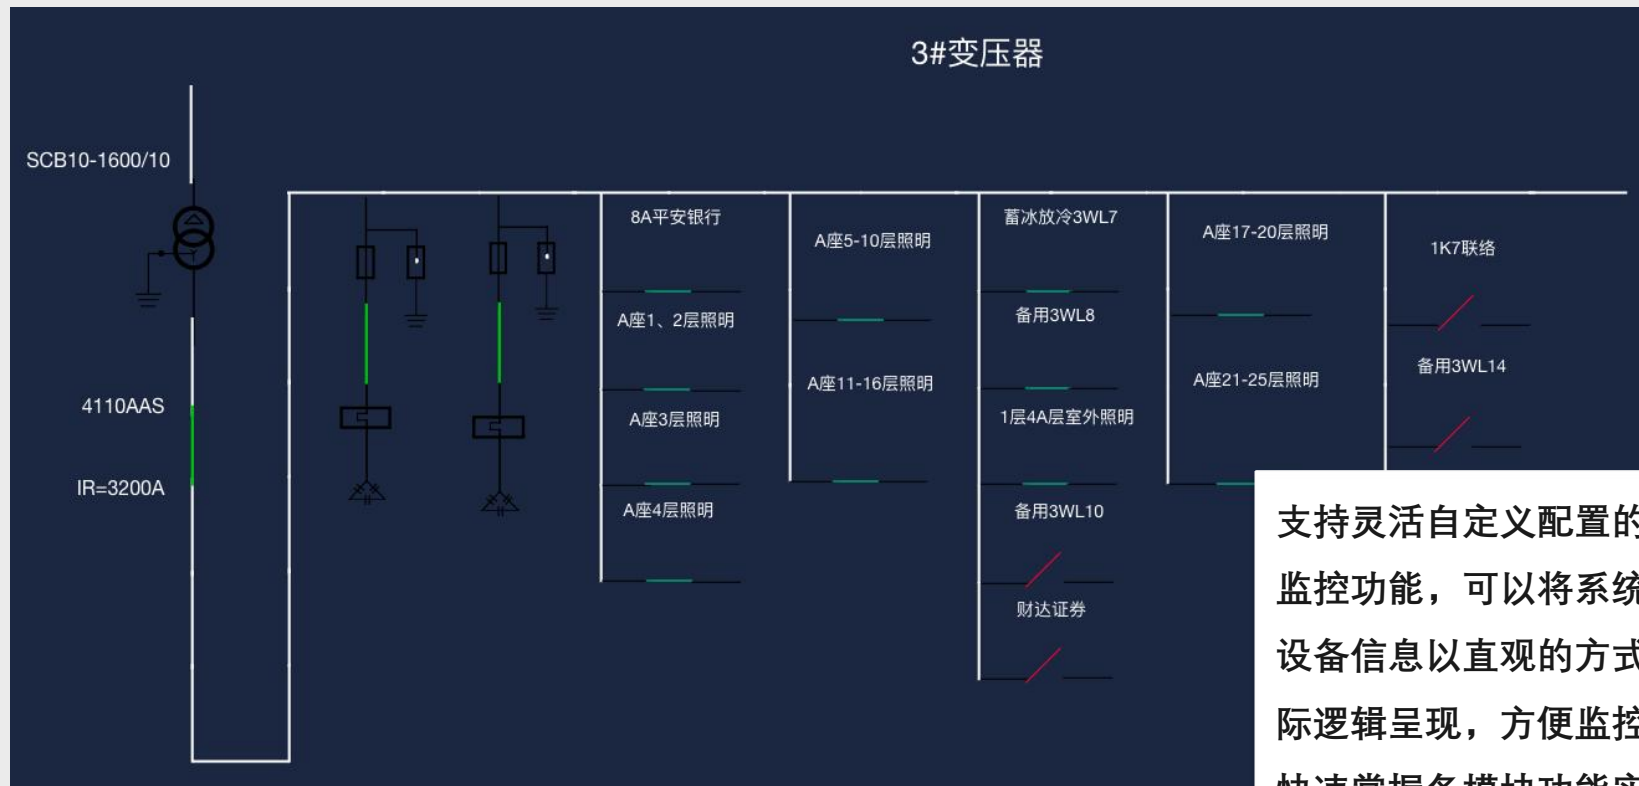 3#变压器
SCB10-1600/10
4110AAS
IR=3200A
8A平安银行
A座1、2层照明
A座3层照明
A座4层照明
A座5-10层照明
A座11-16层照明
蓄冰放冷3WL7
备用3WL8
1层4A层室外照明
备用3WL10
财达证券
A座17-20层照明
A座21-25层照明
1K7联络
备用3WL14
支持灵活自定义配置的
监控功能，可以将系统
设备信息以直观的方式
际逻辑呈现，方便监控